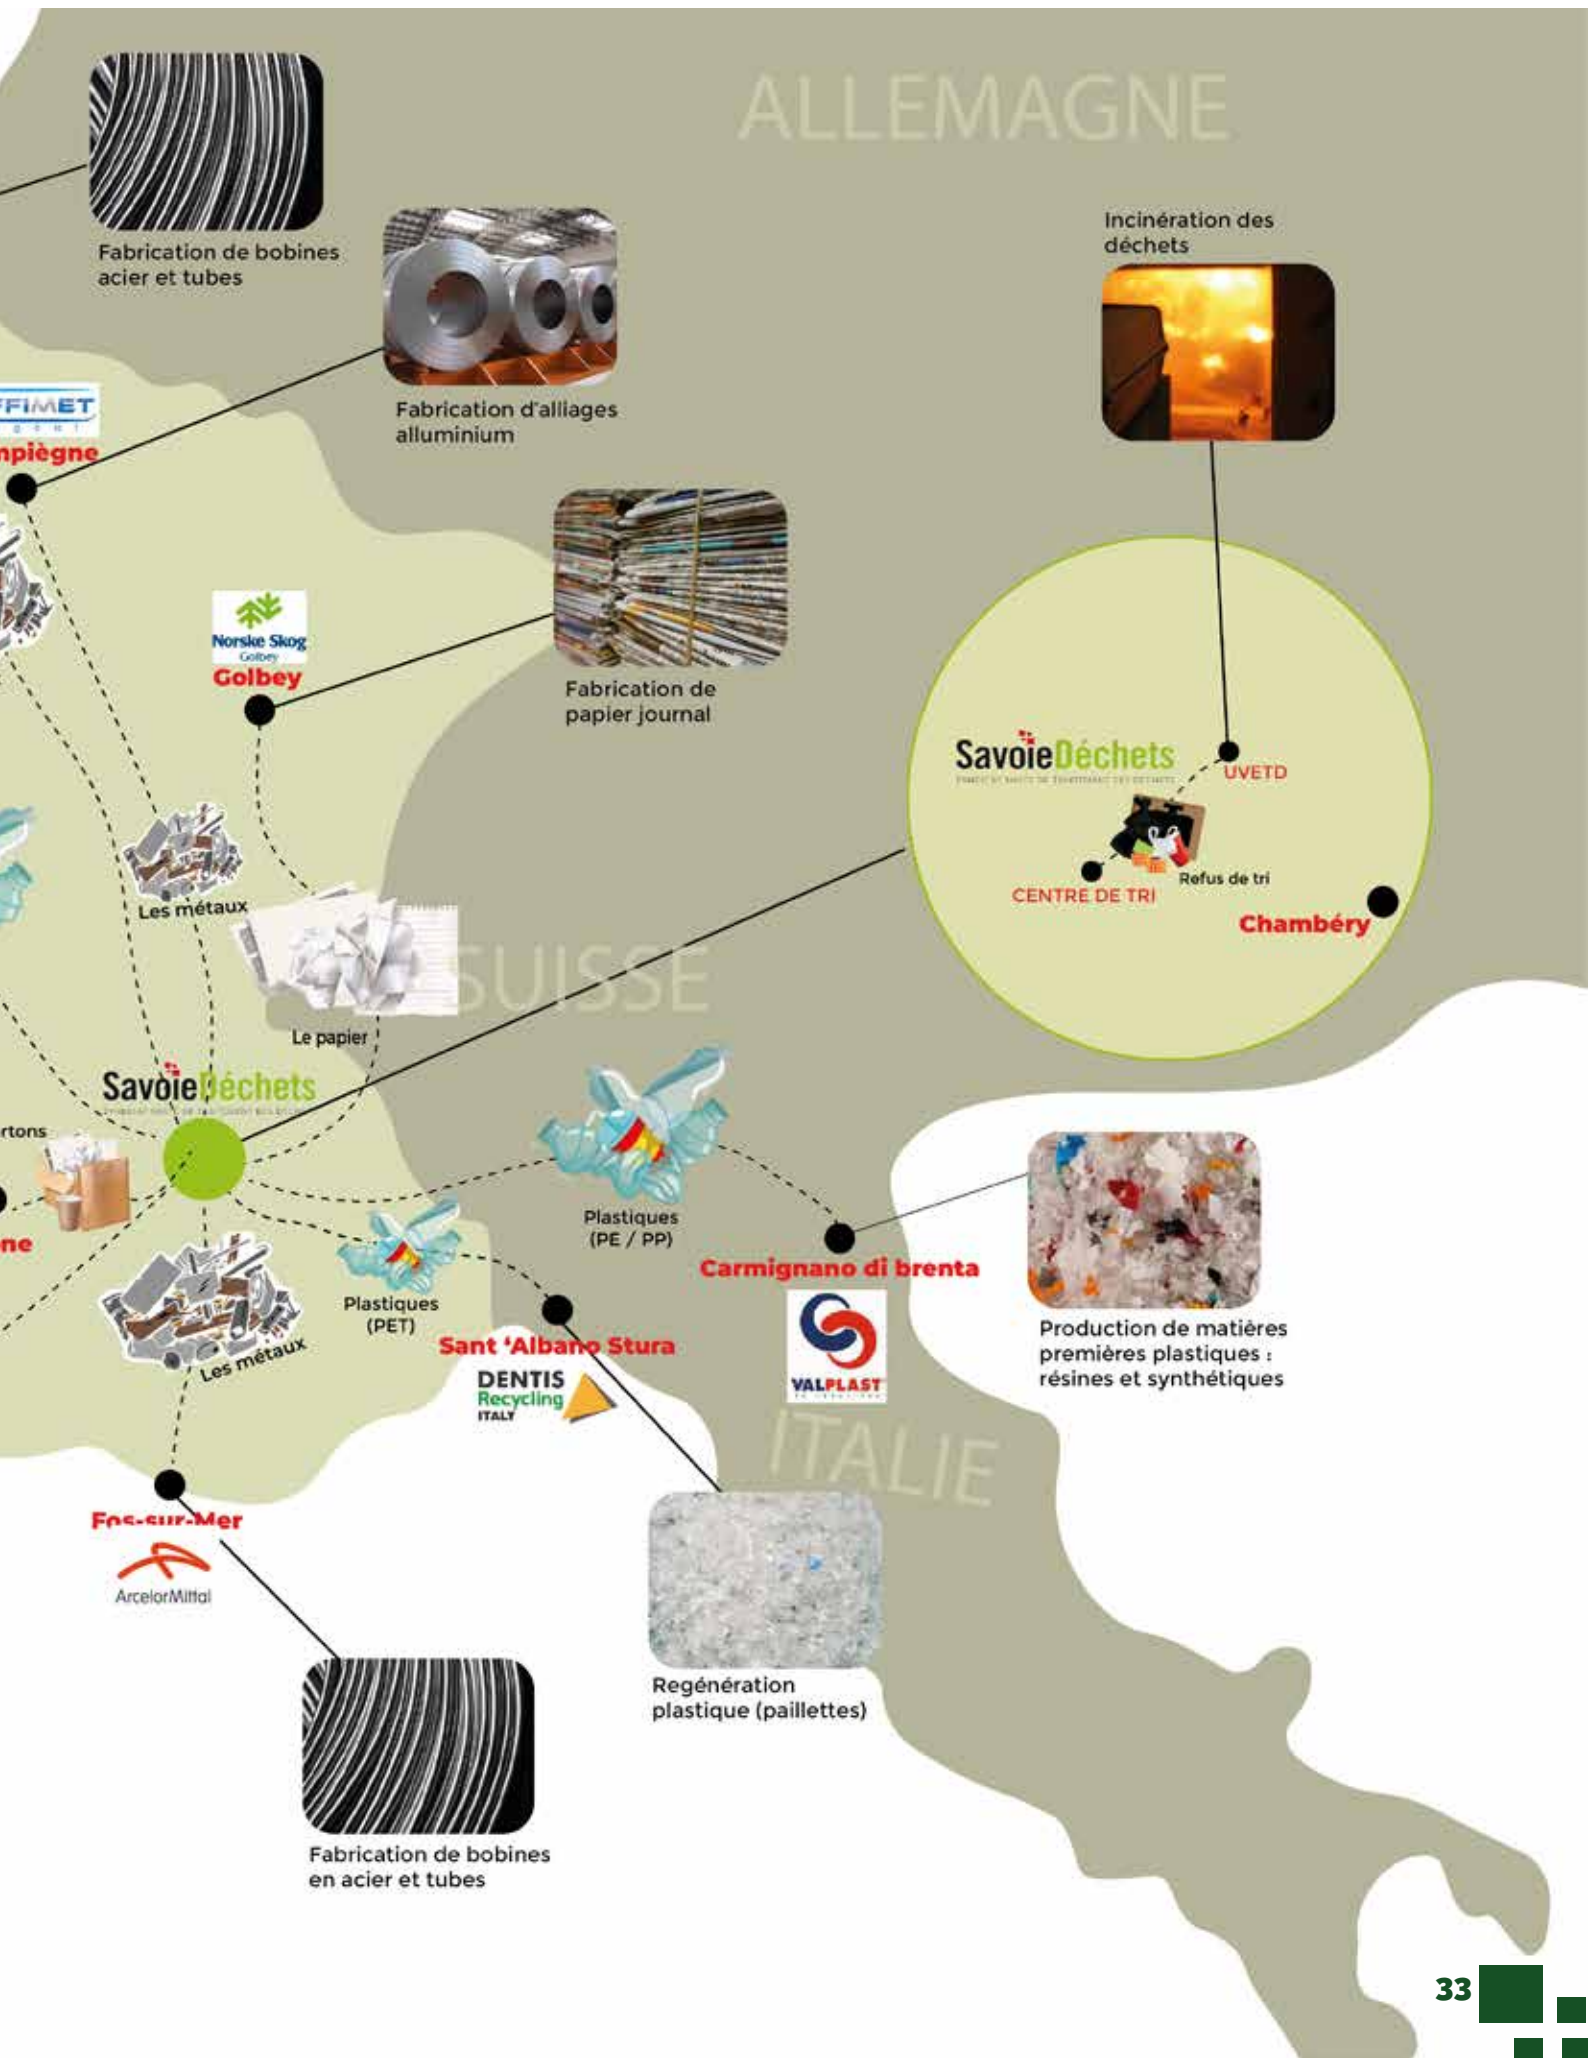 ALLEMAGNE
Fabrication de bobines
acier et tubes
Incinération des
déchets
Fabrication d'alliages
alluminium
FFIMET
mpiègne
Norske Skog
Golbey
Golbey
Fabrication de
papier journal
SavoieDéchets
UVETD
Refus de tri
CENTRE DE TRI
Chambéry
Les métaux
SUISSE
Le papier
SavoieDéchets
rtons
ne
Plastiques
(PE / PP)
Carmignano di brenta
VALPLAST
Production de matières
premières plastiques :
résines et synthétiques
Plastiques
(PET)
Sant ‘Albano Stura
DENTIS
Recycling
ITALY
Les métaux
ITALIE
Fos-sur-Mer
ArcelorMittal
Regénération
plastique (paillettes)
Fabrication de bobines
en acier et tubes
33